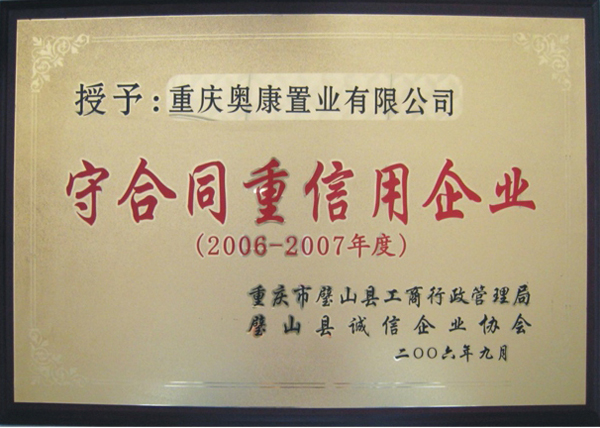 授予：重庆奥康置业有限公司
守合同重信用企业
（2006-2007年度）
重庆市璧山县工商行政管理局
璧山县诚信企业协会
二〇〇六年九月